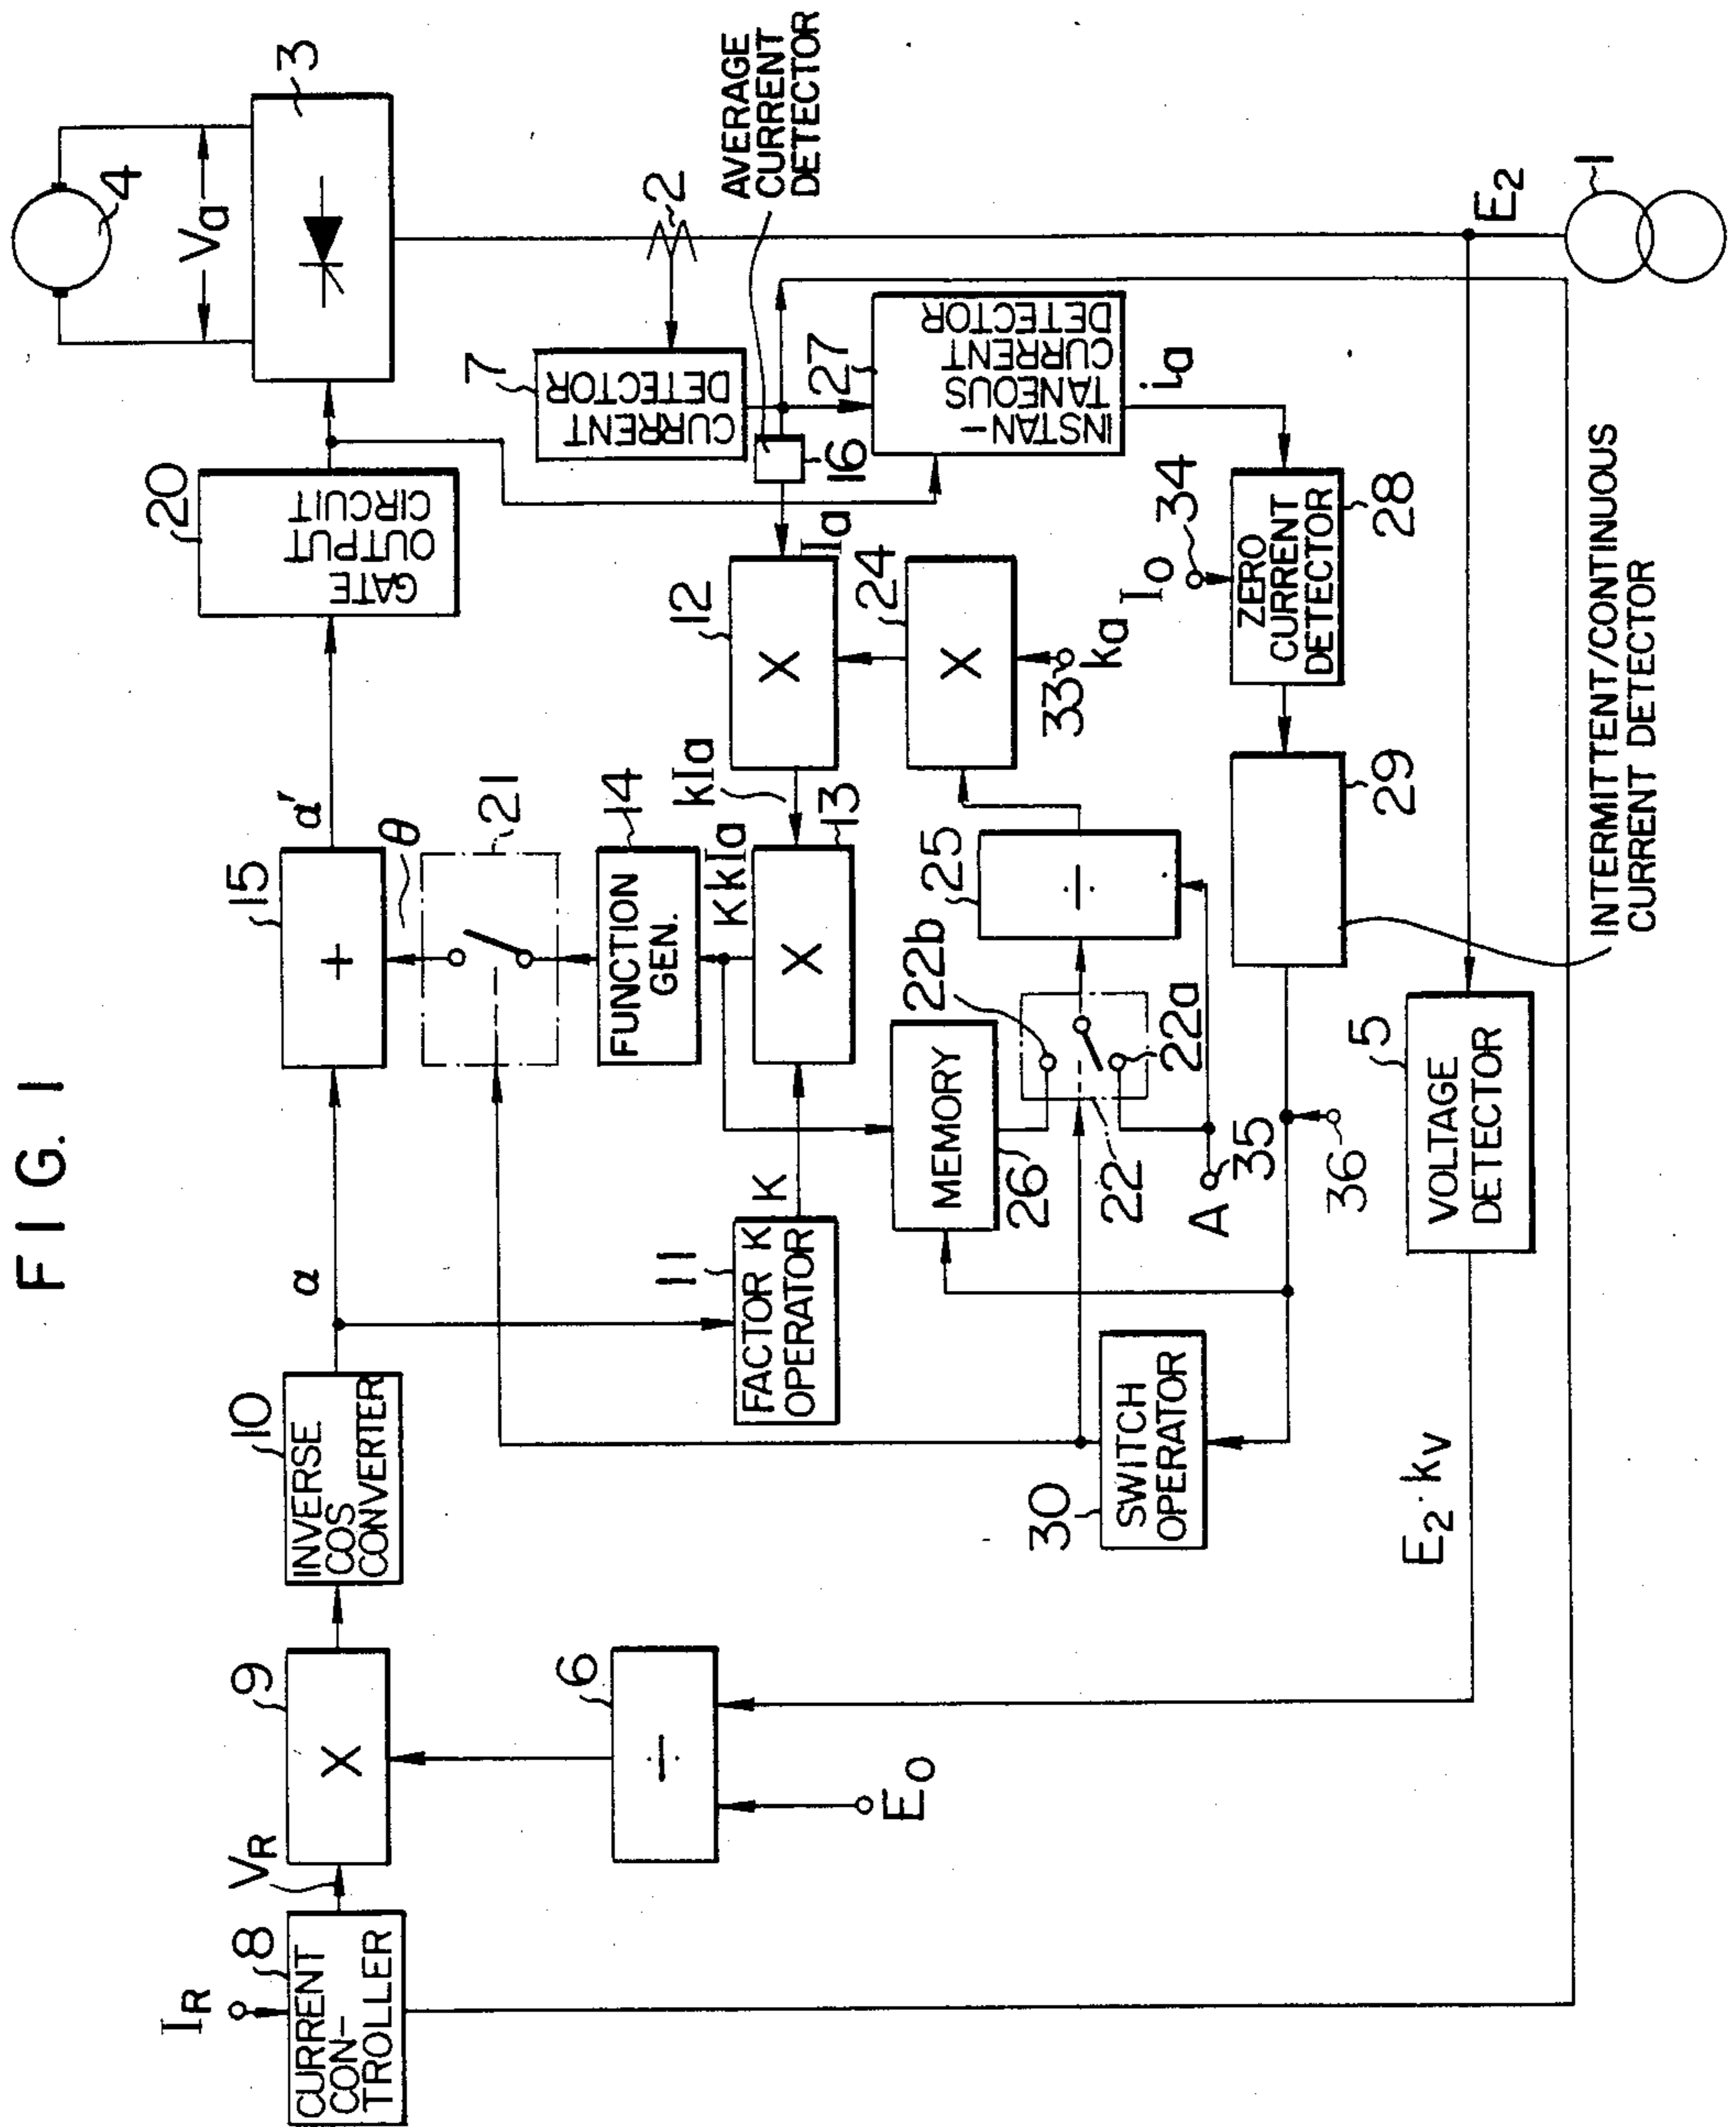 FIG. 1
IR
8
CURRENT
CON-
TROLLER
VR
9
X
10
INVERSE
COS
CONVERTER
α
15
+
α'
20
GATE
OUTPUT
CIRCUIT
3
4
Va
6
÷
E0
11
FACTOR K
OPERATOR
K
θ
21
14
FUNCTION
GEN.
KkIa
13
X
kIa
12
X
Ia
16
7
CURRENT
DETECTOR
2
AVERAGE
CURRENT
DETECTOR
27
INSTAN-
TANEOUS
CURRENT
DETECTOR
ia
24
X
33
ka
25
÷
22b
22a
22
MEMORY
26
A
35
30
SWITCH
OPERATOR
36
I0
34
ZERO
CURRENT
DETECTOR
28
29
INTERMITTENT/CONTINUOUS
CURRENT DETECTOR
5
VOLTAGE
DETECTOR
E2·kv
E2
1